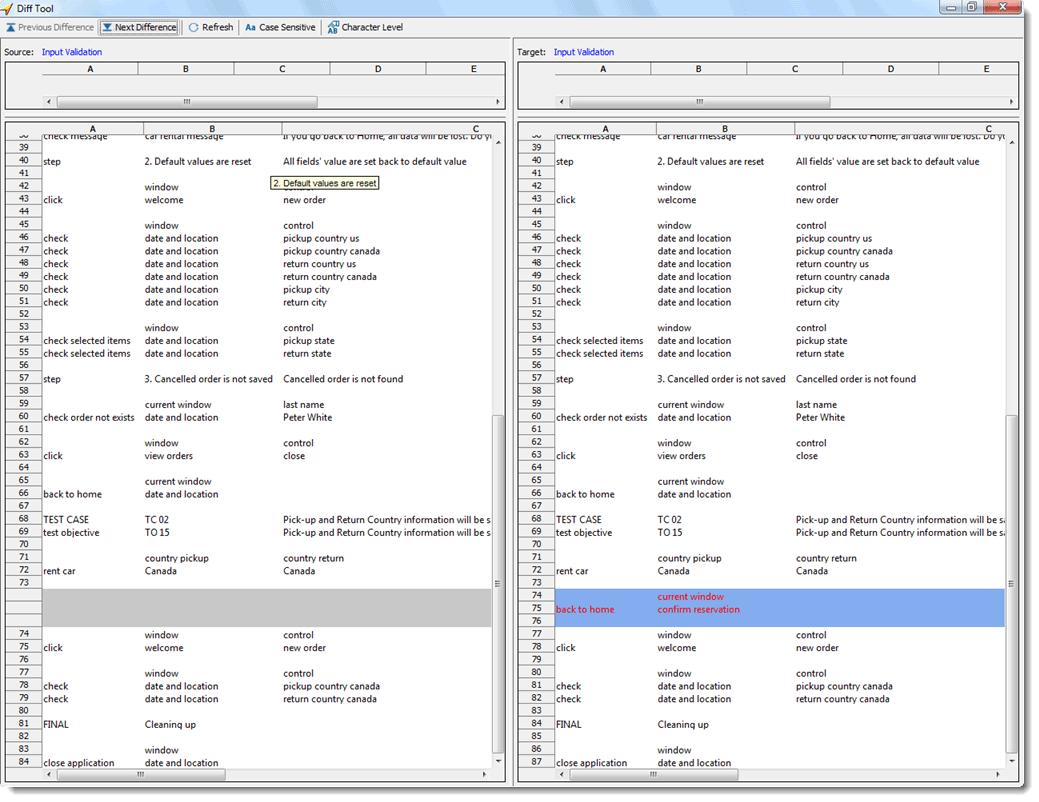 Diff Tool
Previous Difference Next Difference Refresh Aa Case Sensitive Character Level
Source: Input Validation
A B C D E
A B C
check message car rental message If you go back to Home, all data will be lost. Do
39
40 step 2. Default values are reset All fields' value are set back to default value
41
2. Default values are reset
42 window control
43 click welcome new order
44
45 window control
46 check date and location pickup country us
47 check date and location pickup country canada
48 check date and location return country us
49 check date and location return country canada
50 check date and location pickup city
51 check date and location return city
52
53 window control
54 check selected items date and location pickup state
55 check selected items date and location return state
56
57 step 3. Cancelled order is not saved Cancelled order is not found
58
59 current window last name
60 check order not exists date and location Peter White
61
62 window control
63 click view orders close
64
65 current window
66 back to home date and location
67
68 TEST CASE TC 02 Pick-up and Return Country information will be s
69 test objective TO 15 Pick-up and Return Country information will be s
70
71 country pickup country return
72 rent car Canada Canada
73
74 window control
75 click welcome new order
76
77 window control
78 check date and location pickup country canada
79 check date and location return country canada
80
81 FINAL Cleaning up
82
83 window
84 close application date and location
Target: Input Validation
A B C D E
A B C
check message car rental message If you go back to Home, all data will be lost. Do
39
40 step 2. Default values are reset All fields' value are set back to default value
41
42 window control
43 click welcome new order
44
45 window control
46 check date and location pickup country us
47 check date and location pickup country canada
48 check date and location return country us
49 check date and location return country canada
50 check date and location pickup city
51 check date and location return city
52
53 window control
54 check selected items date and location pickup state
55 check selected items date and location return state
56
57 step 3. Cancelled order is not saved Cancelled order is not found
58
59 current window last name
60 check order not exists date and location Peter White
61
62 window control
63 click view orders close
64
65 current window
66 back to home date and location
67
68 TEST CASE TC 02 Pick-up and Return Country information will be s
69 test objective TO 15 Pick-up and Return Country information will be s
70
71 country pickup country return
72 rent car Canada Canada
73
74 current window
75 back to home confirm reservation
76
77 window control
78 click welcome new order
79
80 window control
81 check date and location pickup country canada
82 check date and location return country canada
83
84 FINAL Cleaning up
85
86 window
87 close application date and location